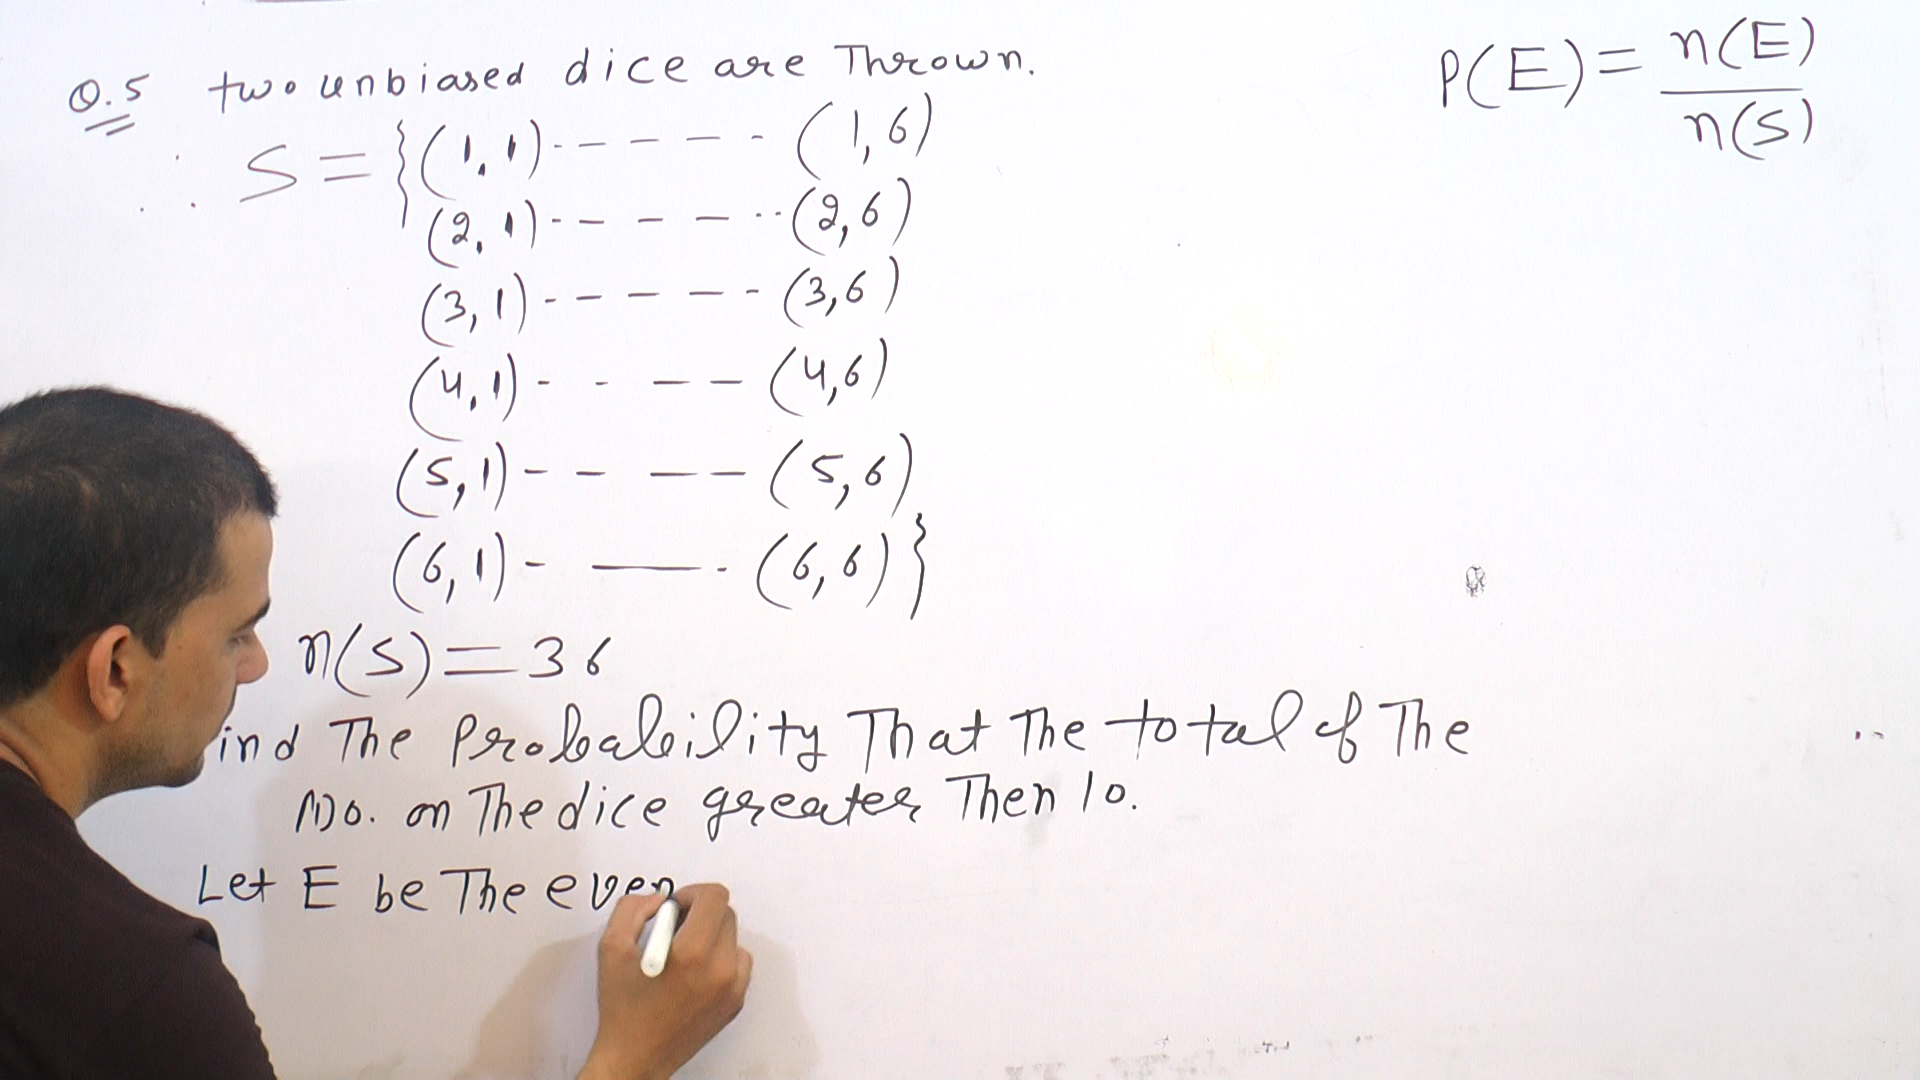 Q.5 two unbiased dice are Thrown.
P(E) = n(E) / n(S)
∴ S = {(1,1) - - - - - (1,6)
(2,1) - - - - - (2,6)
(3,1) - - - - - (3,6)
(4,1) - - - - (4,6)
(5,1) - - - - (5,6)
(6,1) - — - (6,6)}
n(S) = 36
ind The Probability That The total of The
No. on The dice greater Then 10.
Let E be The even